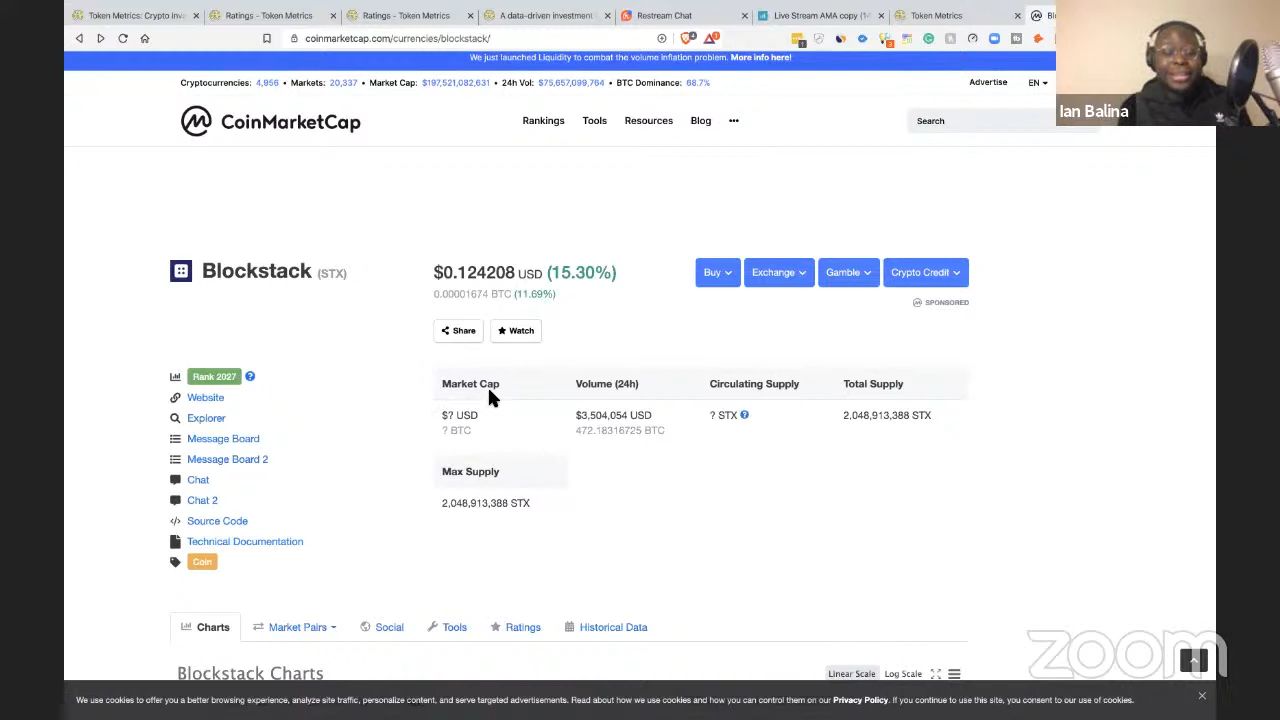 Token Metrics: Crypto Inve
Ratings - Token Metrics
Ratings - Token Metrics
A data-driven investment
Restream Chat
Live Stream AMA copy (14
Token Metrics
coinmarketcap.com/currencies/blockstack/
We just launched Liquidity to combat the volume inflation problem. More info here!
Cryptocurrencies: 4,956 • Markets: 20,337 • Market Cap: $197,521,082,631 • 24h Vol: $75,657,099,764 • BTC Dominance: 68.7%
Advertise
EN
Ian Balina
CoinMarketCap
Rankings
Tools
Resources
Blog
Search
Blockstack (STX)
$0.124208 USD (15.30%)
0.00001674 BTC (11.69%)
Buy
Exchange
Gamble
Crypto Credit
SPONSORED
Share
Watch
Rank 2027
Website
Explorer
Message Board
Message Board 2
Chat
Chat 2
Source Code
Technical Documentation
Coin
Market Cap
Volume (24h)
Circulating Supply
Total Supply
$? USD
$3,504,054 USD
? STX
2,048,913,388 STX
? BTC
472.18316725 BTC
Max Supply
2,048,913,388 STX
Charts
Market Pairs
Social
Tools
Ratings
Historical Data
Blockstack Charts
Linear Scale
Log Scale
zoom
We use cookies to offer you a better browsing experience, analyze site traffic, personalize content, and serve targeted advertisements. Read about how we use cookies and how you can control them on our Privacy Policy. If you continue to use this site, you consent to our use of cookies.